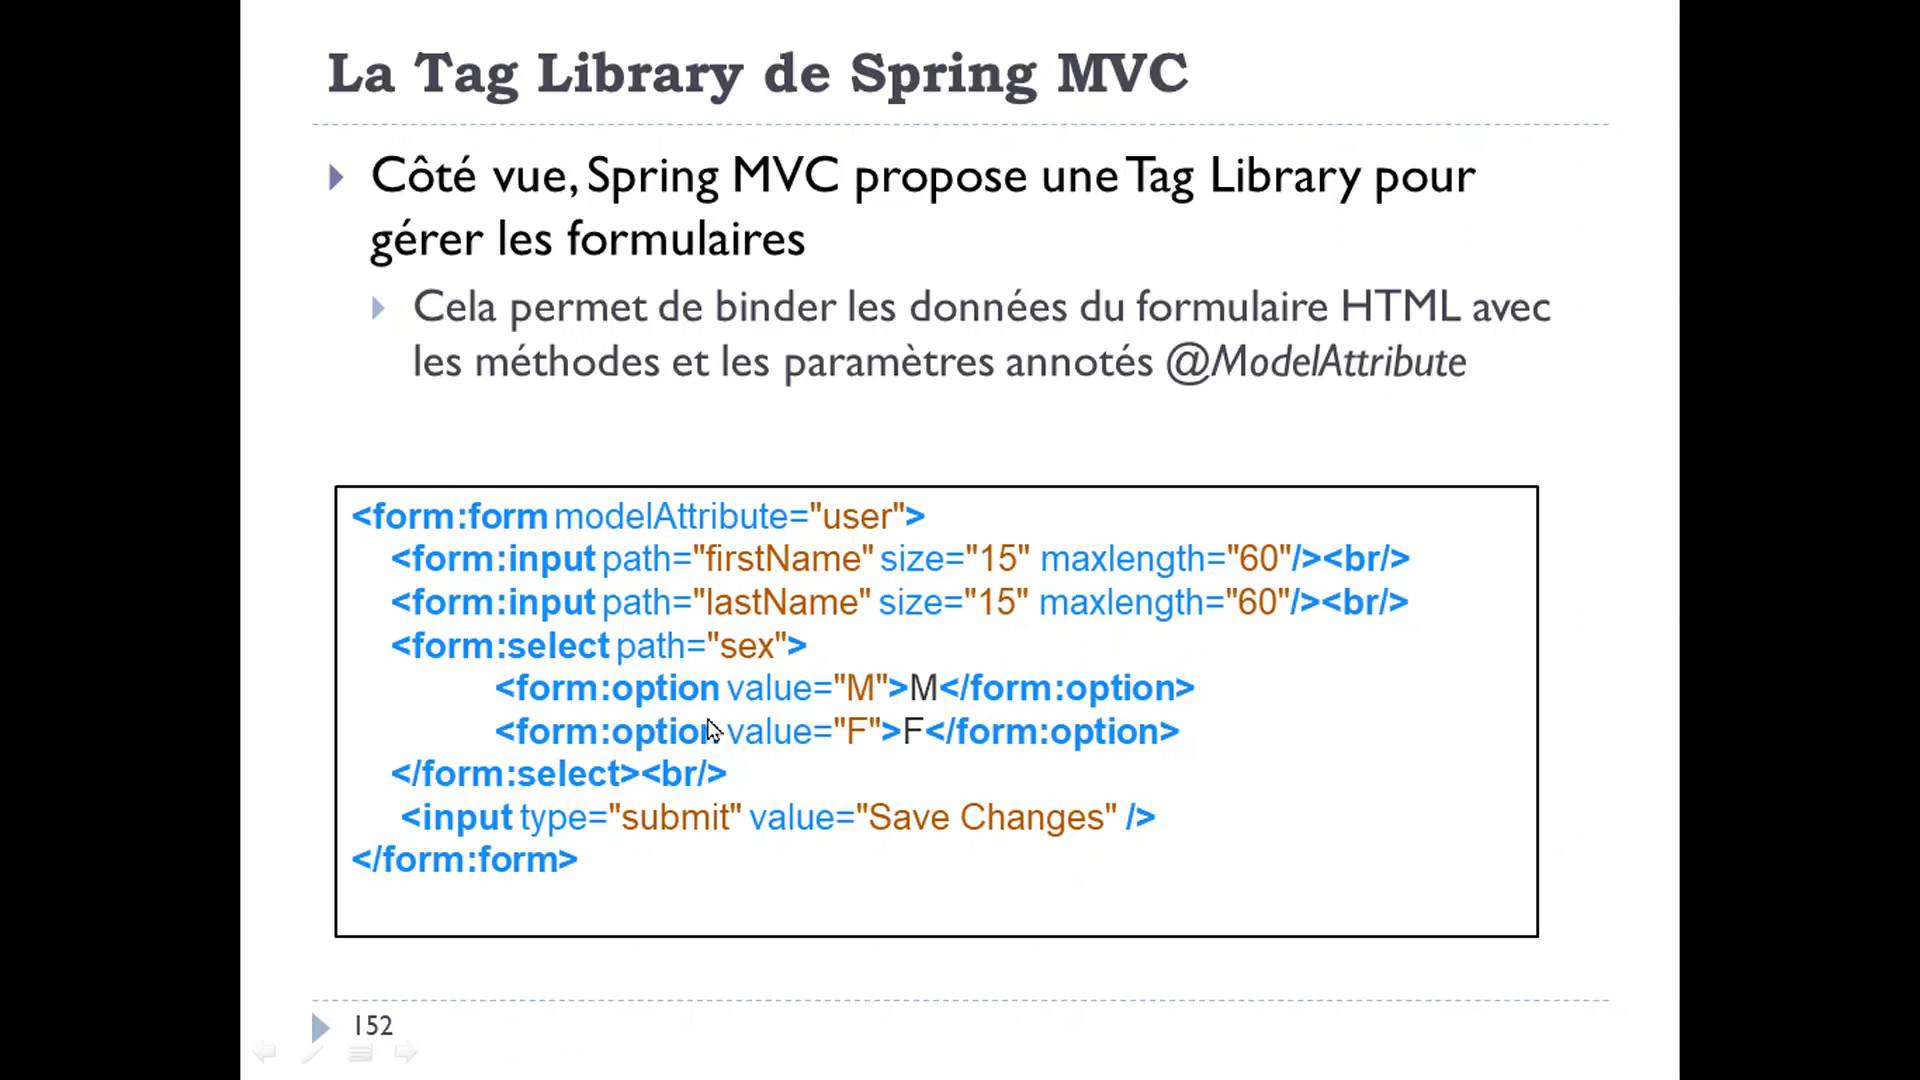 La Tag Library de Spring MVC
Côté vue, Spring MVC propose une Tag Library pour
gérer les formulaires
Cela permet de binder les données du formulaire HTML avec
les méthodes et les paramètres annotés @ModelAttribute
<form:form modelAttribute="user">
<form:input path="firstName" size="15" maxlength="60"/><br/>
<form:input path="lastName" size="15" maxlength="60"/><br/>
<form:select path="sex">
<form:option value="M">M</form:option>
<form:option value="F">F</form:option>
</form:select><br/>
<input type="submit" value="Save Changes" />
</form:form>
152